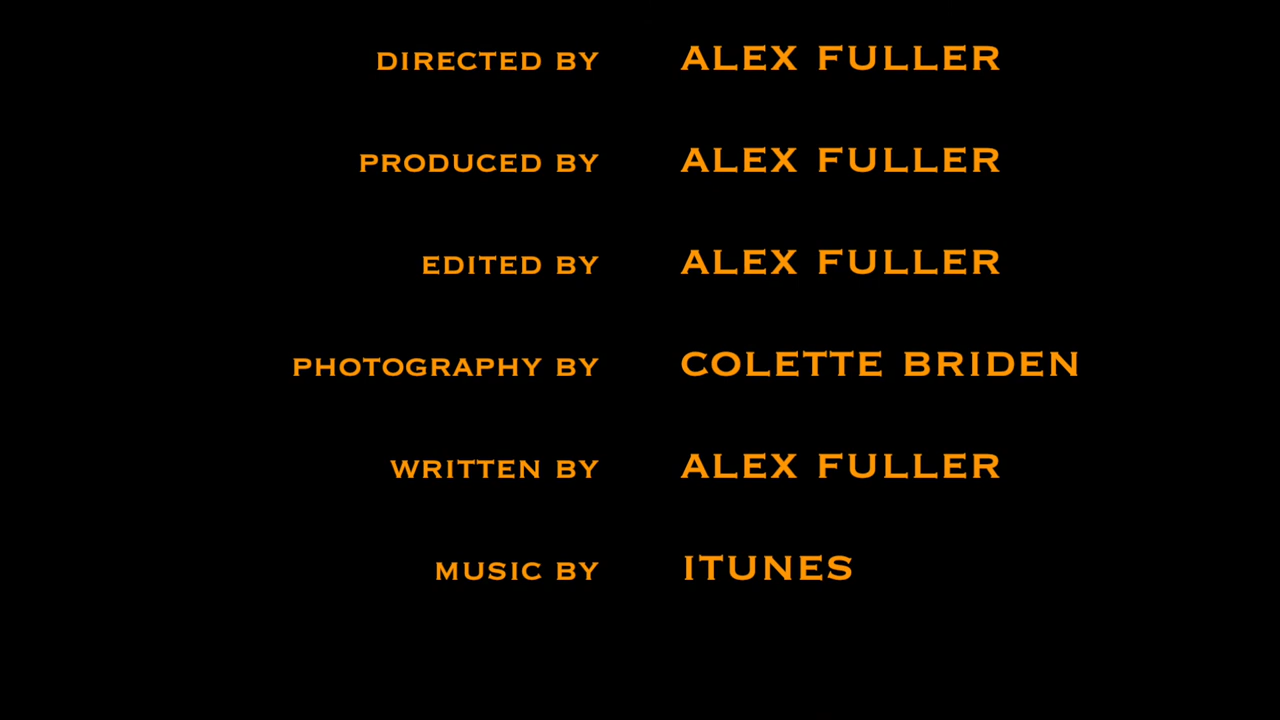 DIRECTED BY ALEX FULLER
PRODUCED BY ALEX FULLER
EDITED BY ALEX FULLER
PHOTOGRAPHY BY COLETTE BRIDEN
WRITTEN BY ALEX FULLER
MUSIC BY ITUNES